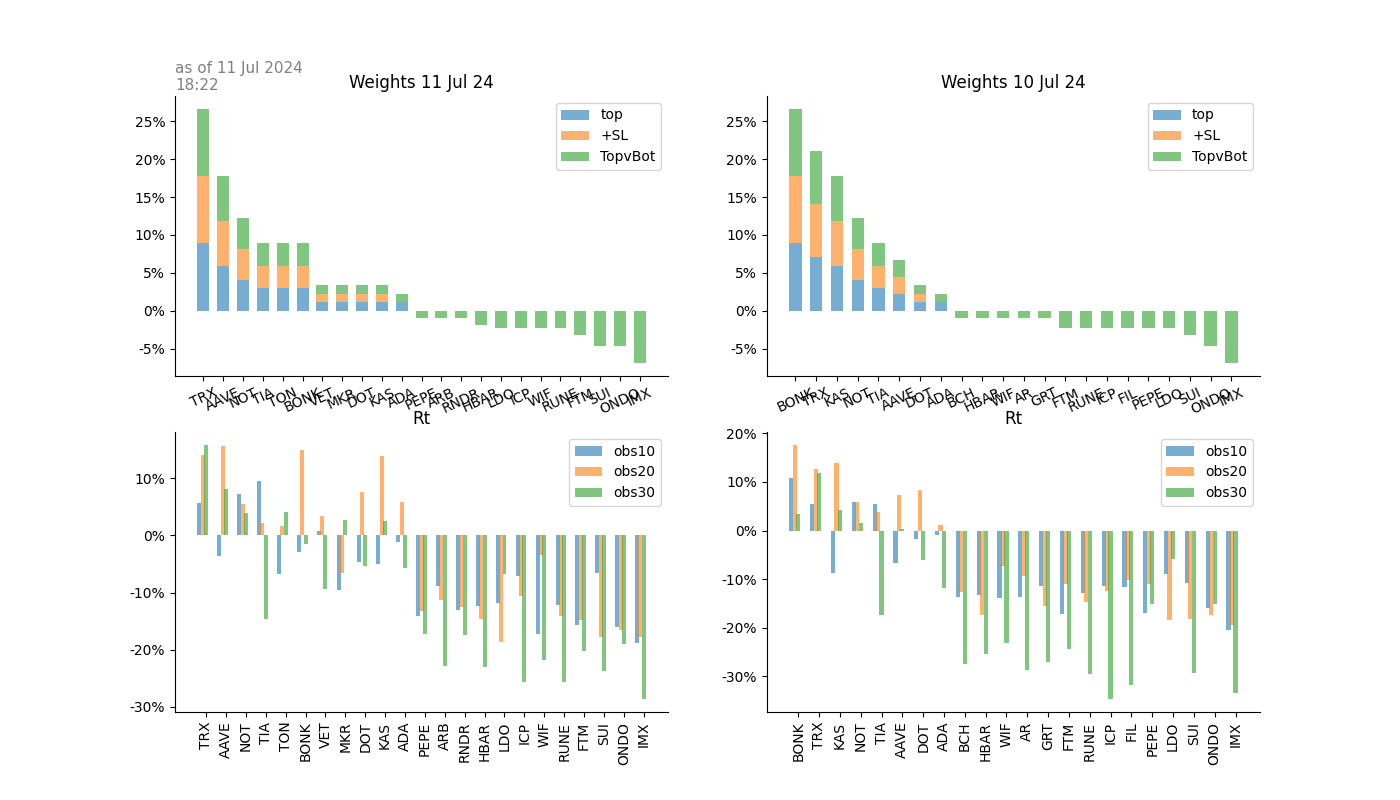 as of 11 Jul 2024
18:22
Weights 11 Jul 24
25%
20%
15%
10%
5%
0%
-5%
top
+SL
TopvBot
TRX AAVE NOT TIA TON BONK VET MKR DOT KAS ADA PEPE ARB RNDR HBAR LDO ICP WIF RUNE FTM SUI ONDO IMX
Weights 10 Jul 24
25%
20%
15%
10%
5%
0%
-5%
top
+SL
TopvBot
BONK TRX KAS NOT TIA AAVE DOT ADA BCH HBAR WIF AR GRT FTM RUNE ICP FIL PEPE LDO SUI ONDO IMX
Rt
10%
0%
-10%
-20%
-30%
obs10
obs20
obs30
TRX AAVE NOT TIA TON BONK VET MKR DOT KAS ADA PEPE ARB RNDR HBAR LDO ICP WIF RUNE FTM SUI ONDO IMX
Rt
20%
10%
0%
-10%
-20%
-30%
obs10
obs20
obs30
BONK TRX KAS NOT TIA AAVE DOT ADA BCH HBAR WIF AR GRT FTM RUNE ICP FIL PEPE LDO SUI ONDO IMX